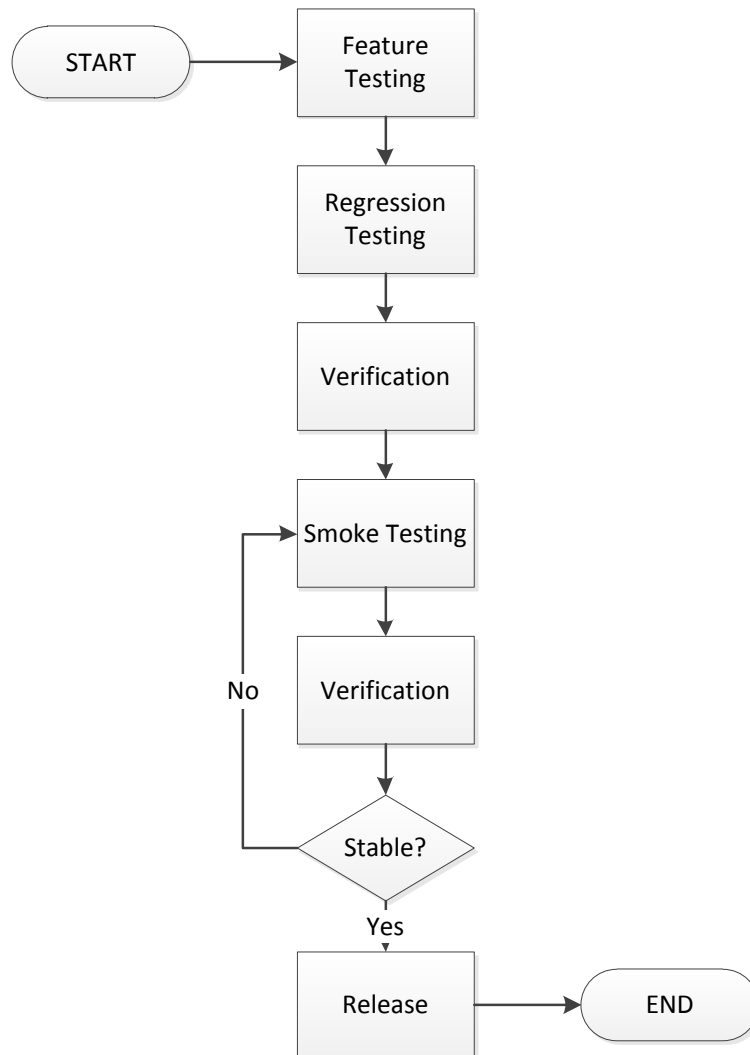 START
Feature
Testing
Regression
Testing
Verification
Smoke Testing
Verification
No
Stable?
Yes
Release
END